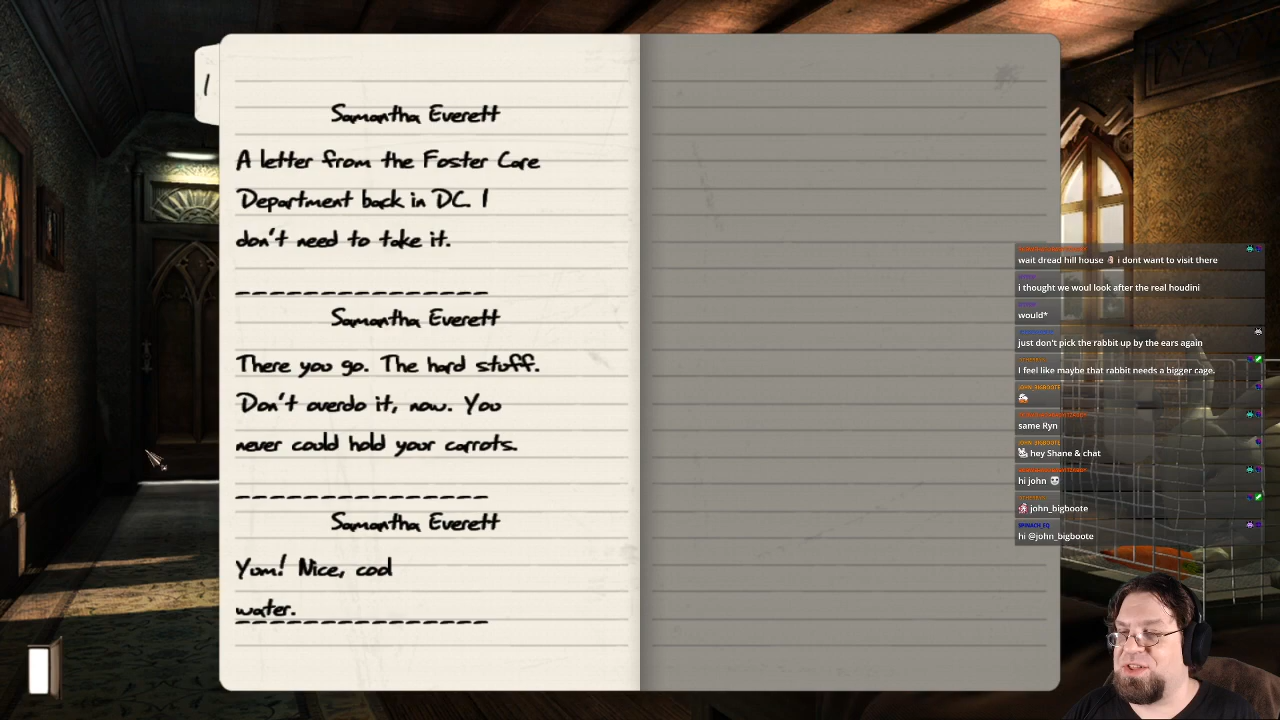 1
Samantha Everett
A letter from the Foster Care
Department back in DC. I
don't need to take it.
Samantha Everett
There you go. The hard stuff.
Don't overdo it, now. You
never could hold your carrots.
Samantha Everett
Yum! Nice, cool
water.
wait dread hill house i dont want to visit there
i thought we woul look after the real houdini
would*
just don't pick the rabbit up by the ears again
I feel like maybe that rabbit needs a bigger cage.
JOHN_BIGBOOTE
same Ryn
JOHN_BIGBOOTE
hey Shane & chat
hi john
john_bigboote
SPINACH_EQ
hi @john_bigboote